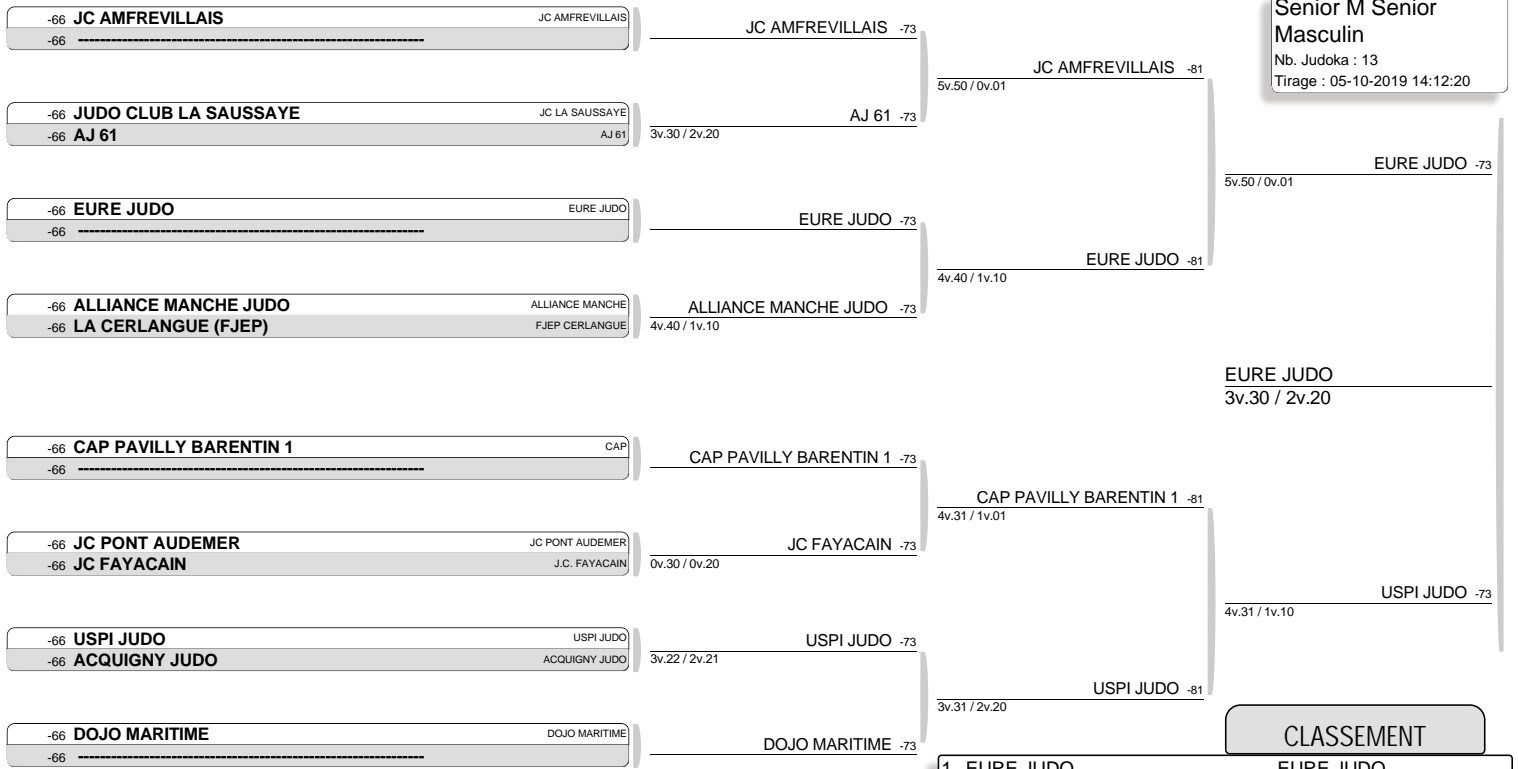 Senior M Senior
Masculin
Nb. Judoka : 13
Tirage : 05-10-2019 14:12:20
-66 JC AMFREVILLAIS JC AMFREVILLAIS
-66 ----------------------------------------------------------------
-66 JUDO CLUB LA SAUSSAYE JC LA SAUSSAYE
-66 AJ 61 AJ 61
-66 EURE JUDO EURE JUDO
-66 ----------------------------------------------------------------
-66 ALLIANCE MANCHE JUDO ALLIANCE MANCHE
-66 LA CERLANGUE (FJEP) FJEP CERLANGUE
-66 CAP PAVILLY BARENTIN 1 CAP
-66 ----------------------------------------------------------------
-66 JC PONT AUDEMER JC PONT AUDEMER
-66 JC FAYACAIN J.C. FAYACAIN
-66 USPI JUDO USPI JUDO
-66 ACQUIGNY JUDO ACQUIGNY JUDO
-66 DOJO MARITIME DOJO MARITIME
-66 ----------------------------------------------------------------
JC AMFREVILLAIS -73
AJ 61 -73
3v.30 / 2v.20
EURE JUDO -73
ALLIANCE MANCHE JUDO -73
4v.40 / 1v.10
CAP PAVILLY BARENTIN 1 -73
JC FAYACAIN -73
0v.30 / 0v.20
USPI JUDO -73
3v.22 / 2v.21
DOJO MARITIME -73
JC AMFREVILLAIS -81
5v.50 / 0v.01
EURE JUDO -81
4v.40 / 1v.10
CAP PAVILLY BARENTIN 1 -81
4v.31 / 1v.01
USPI JUDO -81
3v.31 / 2v.20
EURE JUDO -73
5v.50 / 0v.01
EURE JUDO
3v.30 / 2v.20
USPI JUDO -73
4v.31 / 1v.10
CLASSEMENT
1 EURE JUDO EURE JUDO